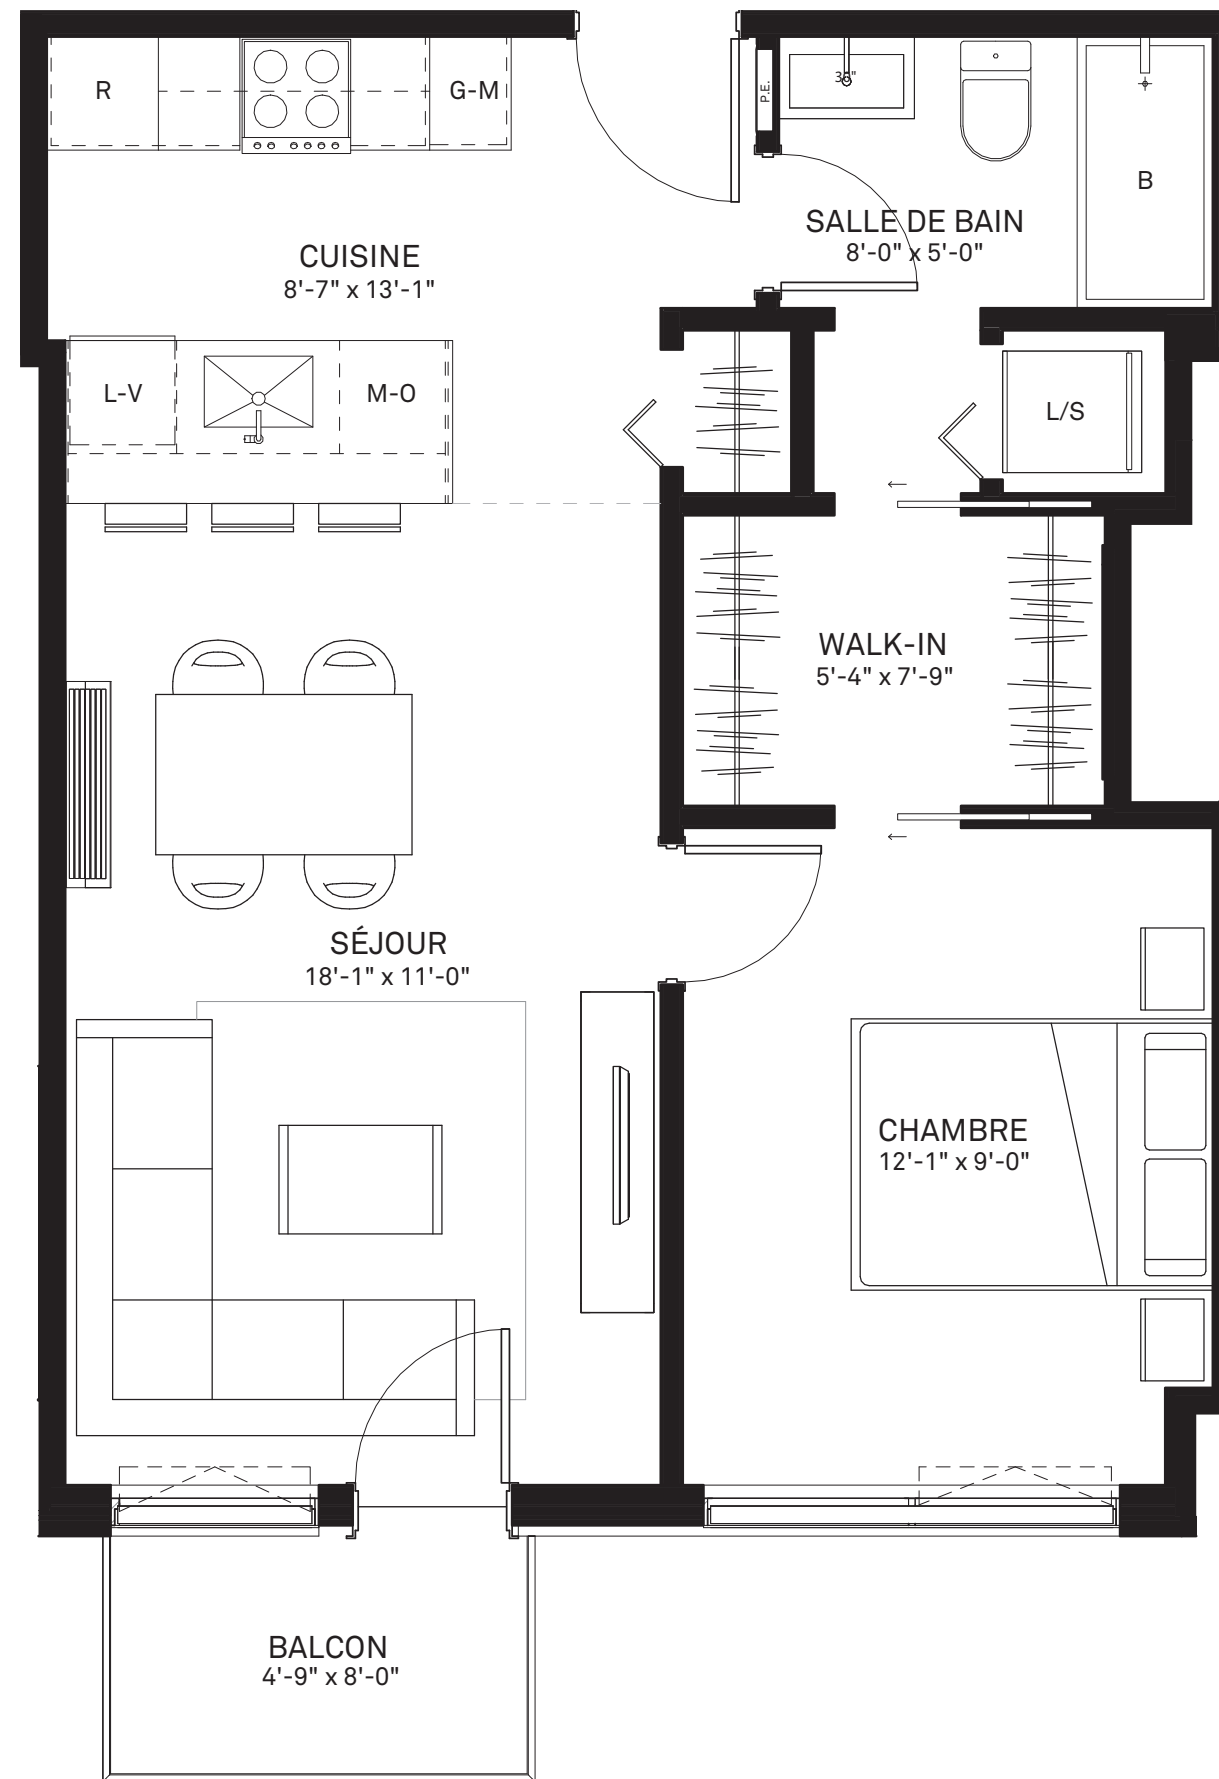 R
G-M
P.E.
36"
B
SALLE DE BAIN
8'-0" x 5'-0"
CUISINE
8'-7" x 13'-1"
L-V
M-O
L/S
WALK-IN
5'-4" x 7'-9"
SÉJOUR
18'-1" x 11'-0"
CHAMBRE
12'-1" x 9'-0"
BALCON
4'-9" x 8'-0"